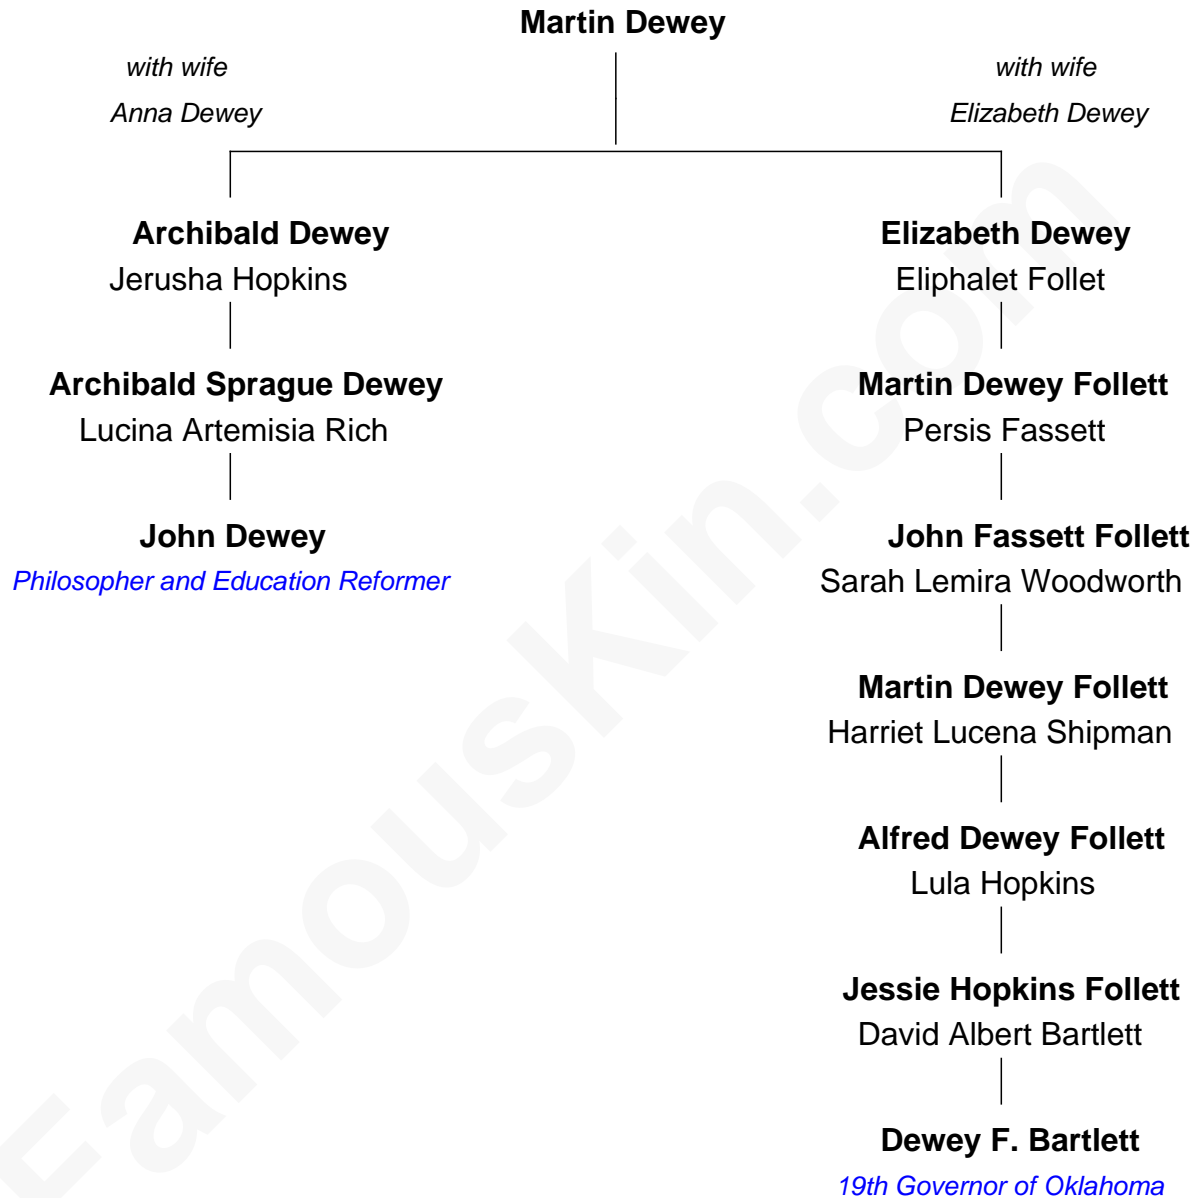 Martin Dewey
with wife
Anna Dewey
with wife
Elizabeth Dewey
Archibald Dewey
Jerusha Hopkins
Elizabeth Dewey
Eliphalet Follet
Archibald Sprague Dewey
Lucina Artemisia Rich
Martin Dewey Follett
Persis Fassett
John Dewey
Philosopher and Education Reformer
John Fassett Follett
Sarah Lemira Woodworth
Martin Dewey Follett
Harriet Lucena Shipman
Alfred Dewey Follett
Lula Hopkins
Jessie Hopkins Follett
David Albert Bartlett
Dewey F. Bartlett
19th Governor of Oklahoma
FamousKin.com